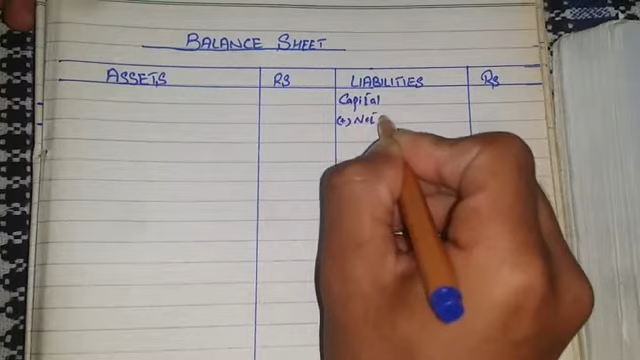 BALANCE SHEET
ASSETS RS LIABILITIES RS
Capital
(+) Net